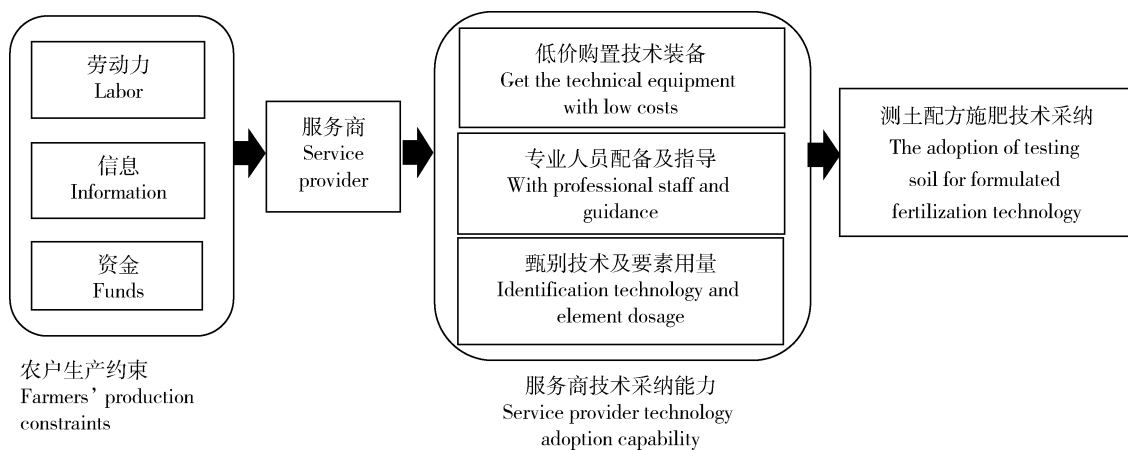 劳动力
Labor
信息
Information
资金
Funds
农户生产约束
Farmers’ production
constraints
服务商
Service
provider
低价购置技术装备
Get the technical equipment
with low costs
专业人员配备及指导
With professional staff and
guidance
甄别技术及要素用量
Identification technology and
element dosage
服务商技术采纳能力
Service provider technology
adoption capability
测土配方施肥技术采纳
The adoption of testing
soil for formulated
fertilization technology